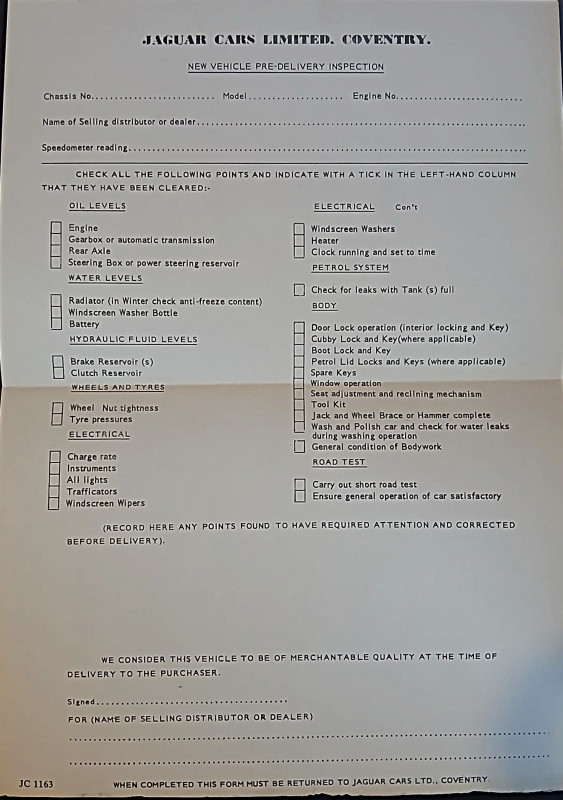 JAGUAR CARS LIMITED, COVENTRY.
NEW VEHICLE PRE-DELIVERY INSPECTION
Chassis No.......................... Model..................... Engine No...........................
Name of Selling distributor or dealer.......................................................................
Speedometer reading.....................................................................................
CHECK ALL THE FOLLOWING POINTS AND INDICATE WITH A TICK IN THE LEFT-HAND COLUMN
THAT THEY HAVE BEEN CLEARED:-
OIL LEVELS
Engine
Gearbox or automatic transmission
Rear Axle
Steering Box or power steering reservoir
WATER LEVELS
Radiator (in Winter check anti-freeze content)
Windscreen Washer Bottle
Battery
HYDRAULIC FLUID LEVELS
Brake Reservoir (s)
Clutch Reservoir
WHEELS AND TYRES
Wheel Nut tightness
Tyre pressures
ELECTRICAL
Charge rate
Instruments
All lights
Trafficators
Windscreen Wipers
ELECTRICAL Con't
Windscreen Washers
Heater
Clock running and set to time
PETROL SYSTEM
Check for leaks with Tank (s) full
BODY
Door Lock operation (interior locking and Key)
Cubby Lock and Key(where applicable)
Boot Lock and Key
Petrol Lid Locks and Keys (where applicable)
Spare Keys
Window operation
Seat adjustment and reclining mechanism
Tool Kit
Jack and Wheel Brace or Hammer complete
Wash and Polish car and check for water leaks
during washing operation
General condition of Bodywork
ROAD TEST
Carry out short road test
Ensure general operation of car satisfactory
(RECORD HERE ANY POINTS FOUND TO HAVE REQUIRED ATTENTION AND CORRECTED
BEFORE DELIVERY).
WE CONSIDER THIS VEHICLE TO BE OF MERCHANTABLE QUALITY AT THE TIME OF
DELIVERY TO THE PURCHASER.
Signed........................................
FOR (NAME OF SELLING DISTRIBUTOR OR DEALER)
JC 1163
WHEN COMPLETED THIS FORM MUST BE RETURNED TO JAGUAR CARS LTD., COVENTRY.